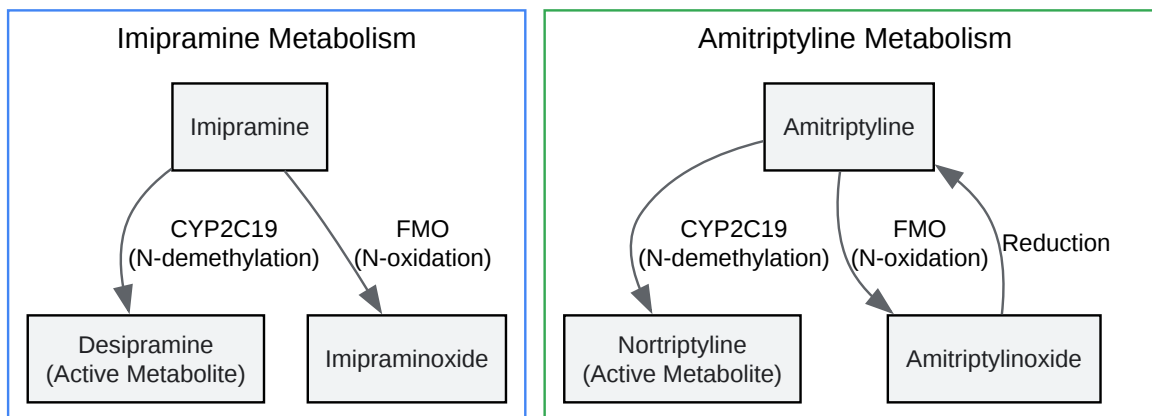 Imipramine Metabolism
Imipramine
CYP2C19
(N-demethylation)
FMO
(N-oxidation)
Desipramine
(Active Metabolite)
Imipraminoxide
Amitriptyline Metabolism
Amitriptyline
CYP2C19
(N-demethylation)
FMO
(N-oxidation)
Reduction
Nortriptyline
(Active Metabolite)
Amitriptylinoxide